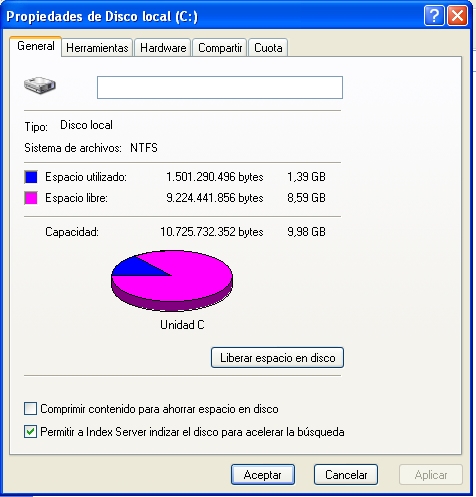 Propiedades de Disco local (C:)
General Herramientas Hardware Compartir Cuota
Tipo: Disco local
Sistema de archivos: NTFS
Espacio utilizado: 1.501.290.496 bytes 1,39 GB
Espacio libre: 9.224.441.856 bytes 8,59 GB
Capacidad: 10.725.732.352 bytes 9,98 GB
Unidad C
Liberar espacio en disco
Comprimir contenido para ahorrar espacio en disco
Permitir a Index Server indizar el disco para acelerar la búsqueda
Aceptar Cancelar Aplicar